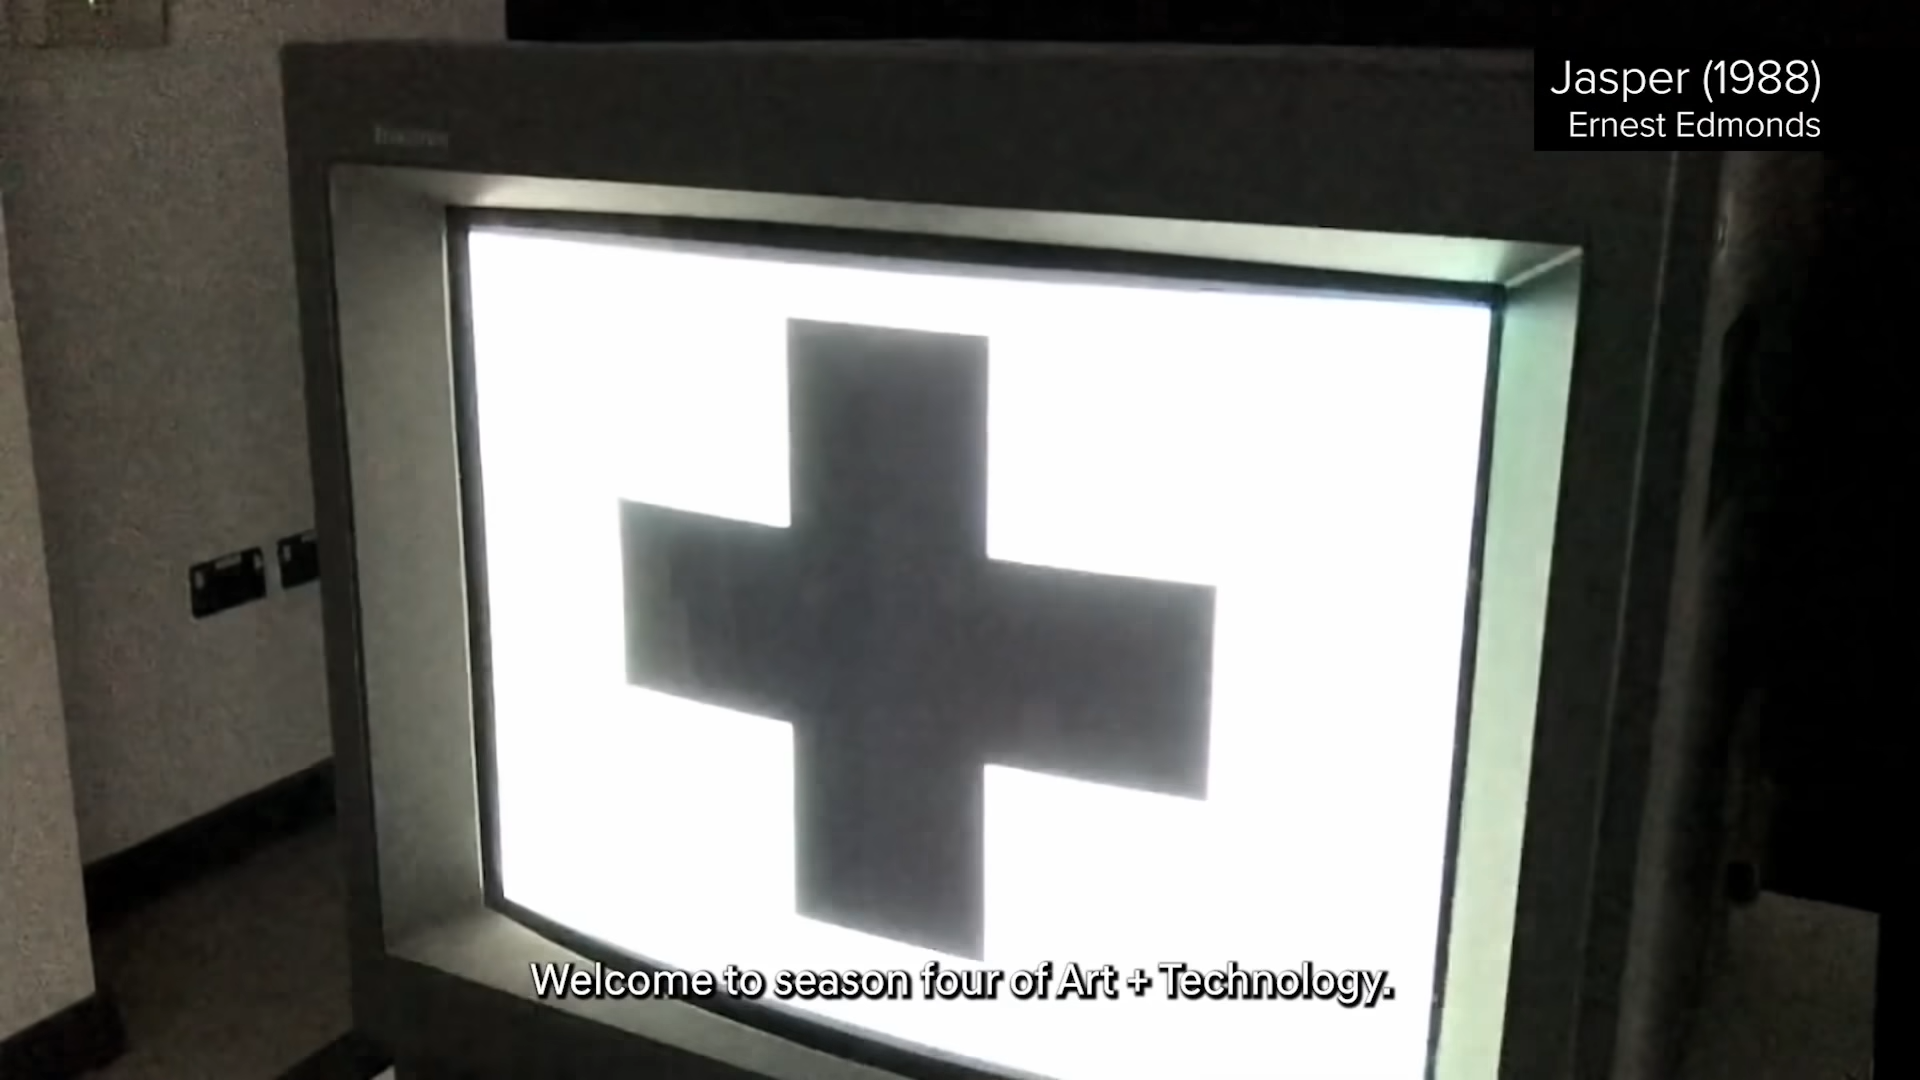 Jasper (1988)
Ernest Edmonds
Welcome to season four of Art + Technology.